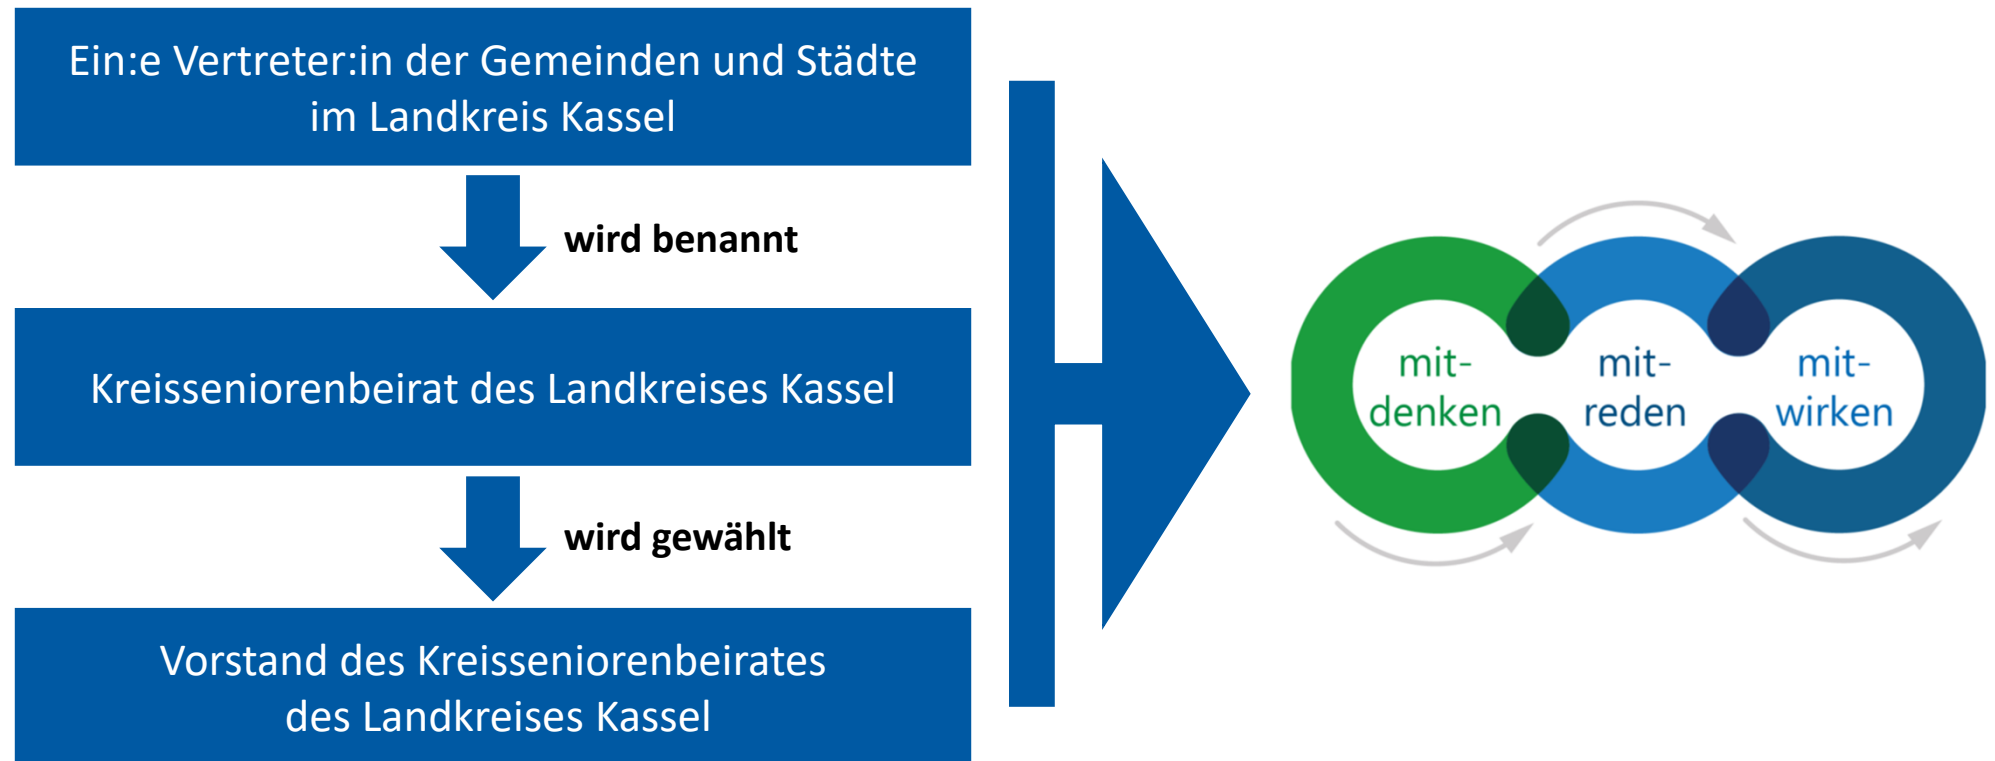 Ein:e Vertreter:in der Gemeinden und Städte
im Landkreis Kassel
wird benannt
Kreisseniorenbeirat des Landkreises Kassel
wird gewählt
Vorstand des Kreisseniorenbeirates
des Landkreises Kassel
mit-
denken
mit-
reden
mit-
wirken